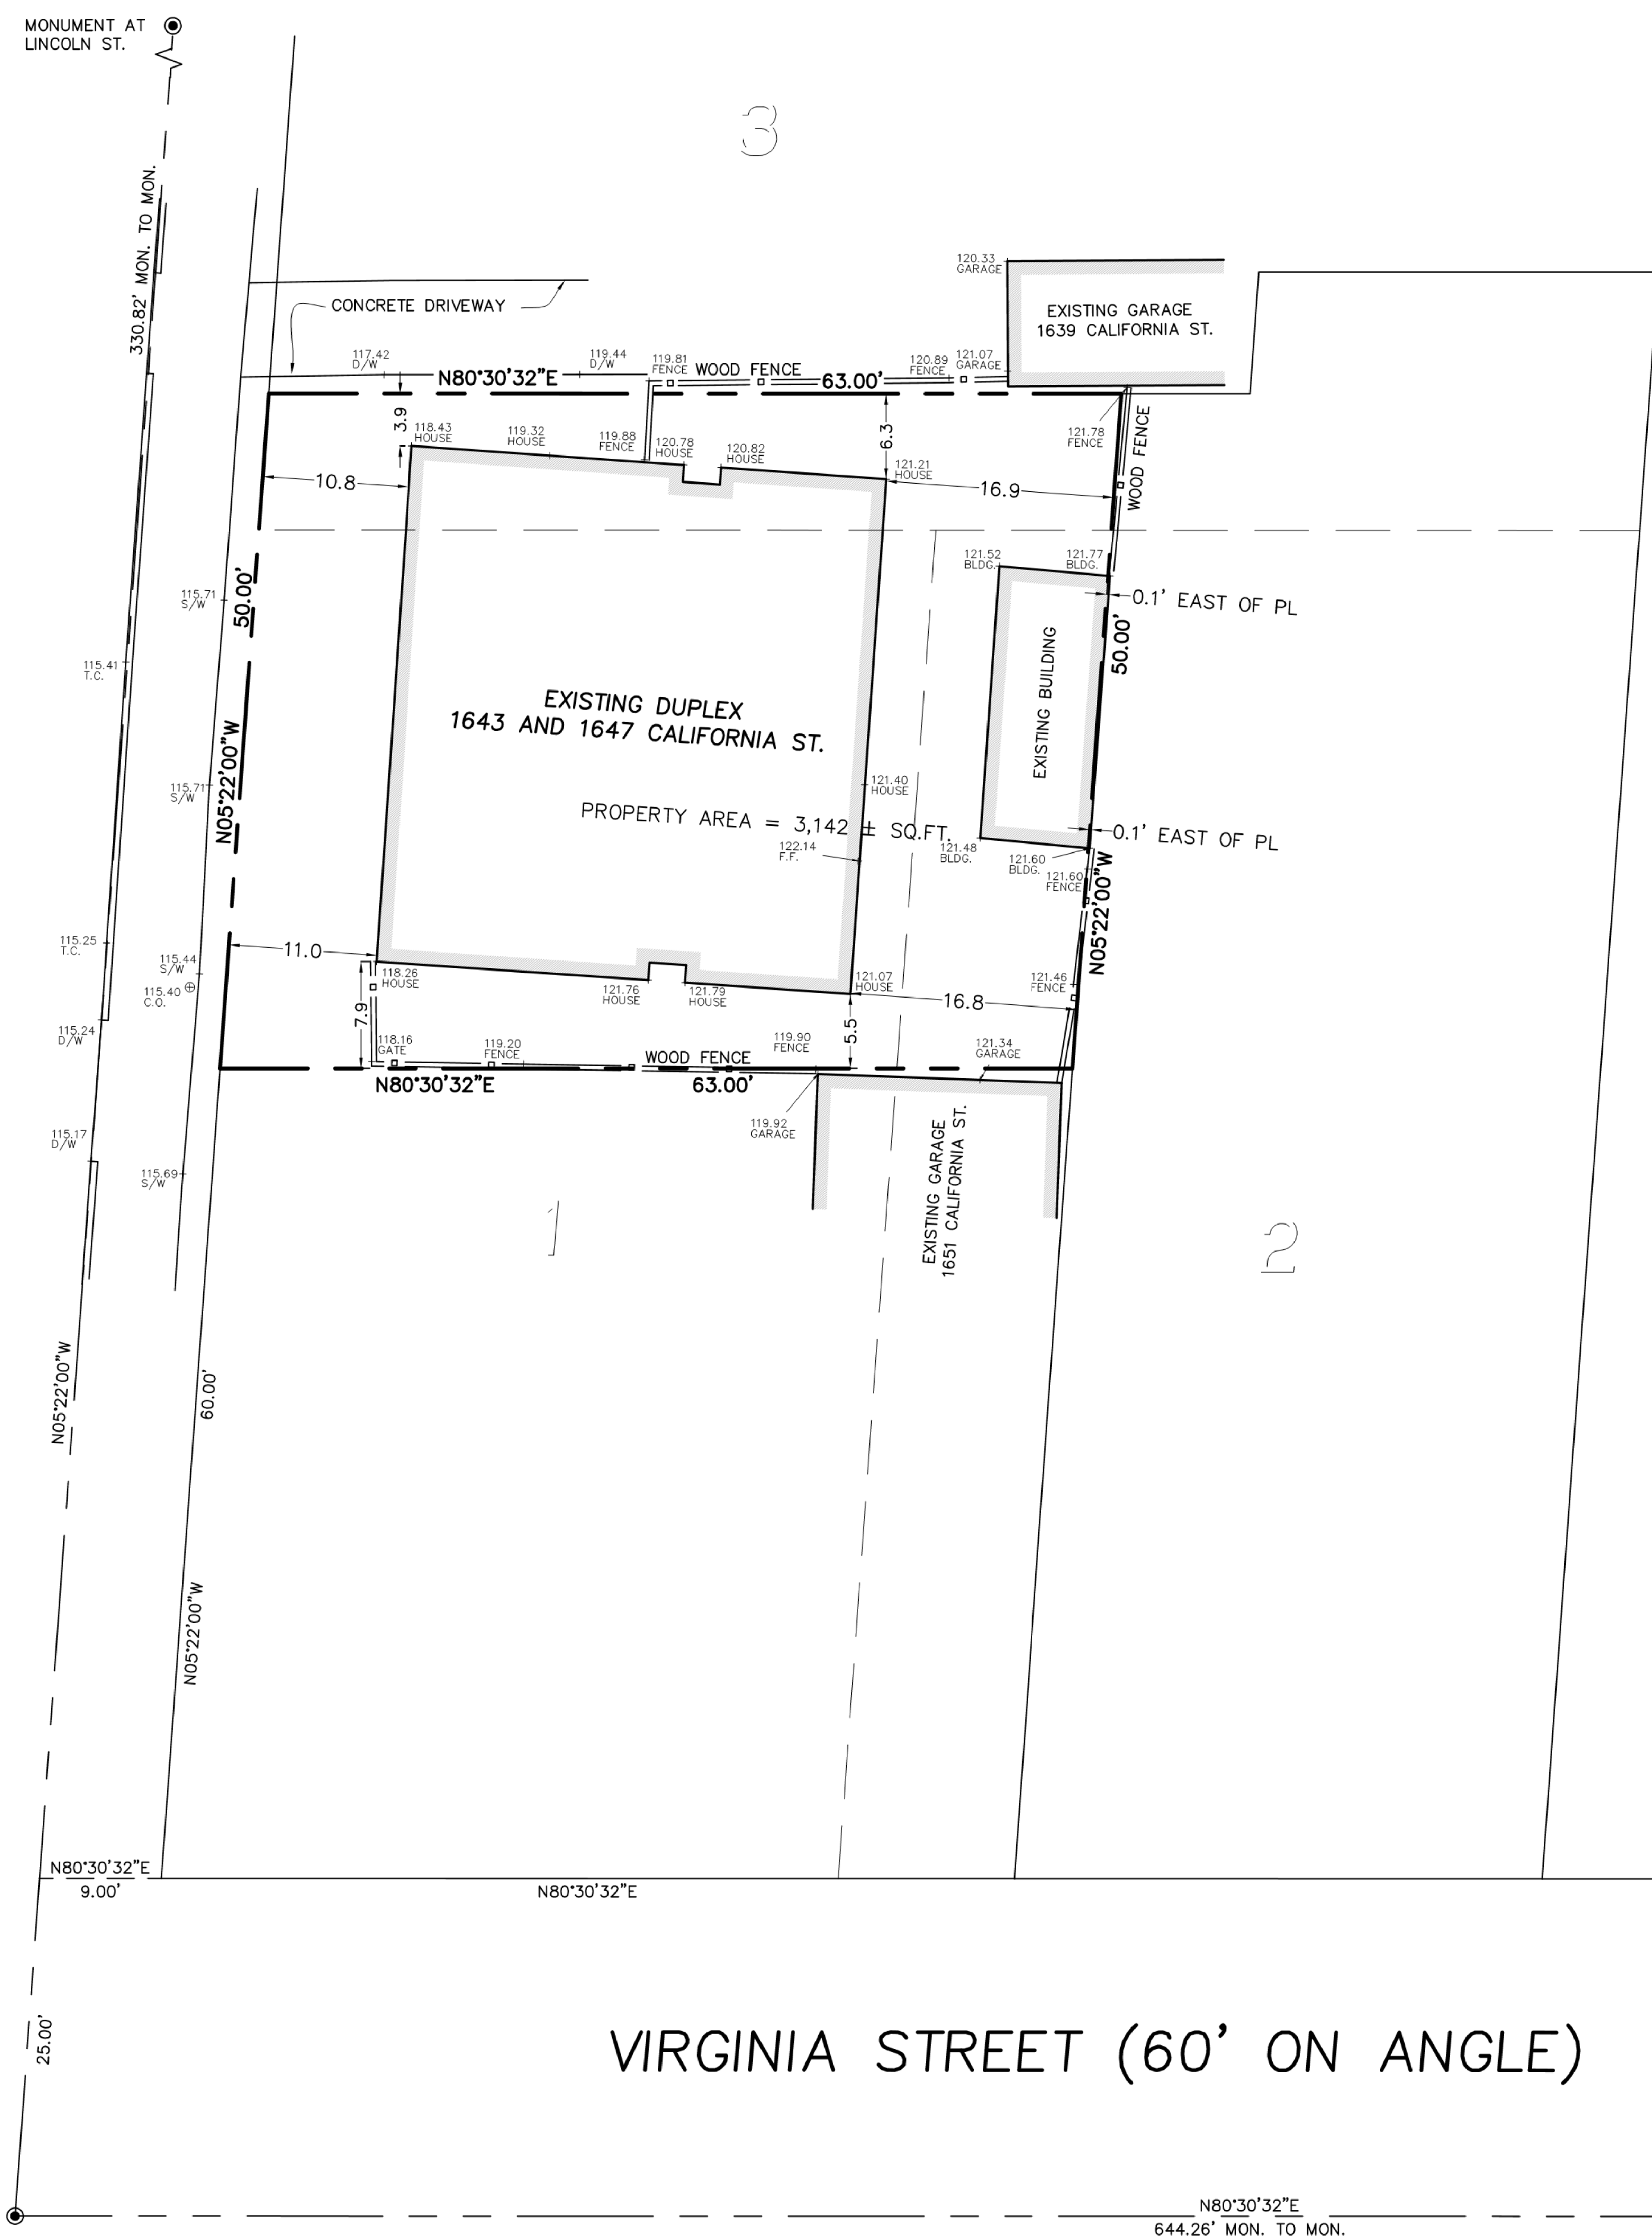 MONUMENT AT
LINCOLN ST.
330.82' MON. TO MON.
3
120.33
GARAGE
EXISTING GARAGE
1639 CALIFORNIA ST.
CONCRETE DRIVEWAY
117.42
D/W
119.44
D/W
119.81
FENCE
WOOD FENCE
120.89
FENCE
121.07
GARAGE
N80°30'32"E
63.00'
3.9
118.43
HOUSE
119.32
HOUSE
119.88
FENCE
120.78
HOUSE
120.82
HOUSE
6.3
121.21
HOUSE
121.78
FENCE
WOOD FENCE
10.8
16.9
121.52
BLDG.
121.77
BLDG.
0.1' EAST OF PL
115.71
S/W
50.00'
50.00'
115.41
T.C.
EXISTING BUILDING
EXISTING DUPLEX
1643 AND 1647 CALIFORNIA ST.
N05°22'00"W
115.71
S/W
121.40
HOUSE
PROPERTY AREA = 3,142 ± SQ.FT.
122.14
F.F.
121.48
BLDG.
0.1' EAST OF PL
121.60
BLDG.
121.60
FENCE
N05°22'00"W
115.25
T.C.
115.44
S/W
115.40
C.O.
11.0
118.26
HOUSE
121.76
HOUSE
121.79
HOUSE
121.07
HOUSE
121.46
FENCE
16.8
7.9
5.5
115.24
D/W
118.16
GATE
119.20
FENCE
WOOD FENCE
119.90
FENCE
121.34
GARAGE
N80°30'32"E
63.00'
115.17
D/W
119.92
GARAGE
115.69
S/W
EXISTING GARAGE
1651 CALIFORNIA ST.
1
2
N05°22'00"W
60.00'
N05°22'00"W
N80°30'32"E
9.00'
N80°30'32"E
25.00'
VIRGINIA STREET (60' ON ANGLE)
N80°30'32"E
644.26' MON. TO MON.